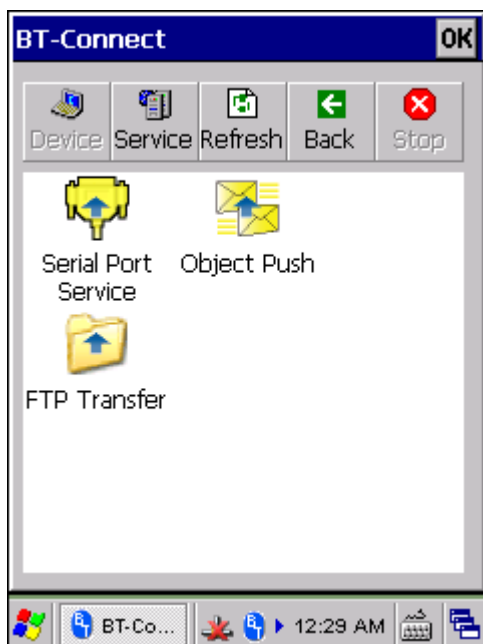 BT-Connect OK
Device Service Refresh Back Stop
Serial Port Service
Object Push
FTP Transfer
BT-Co... 12:29 AM